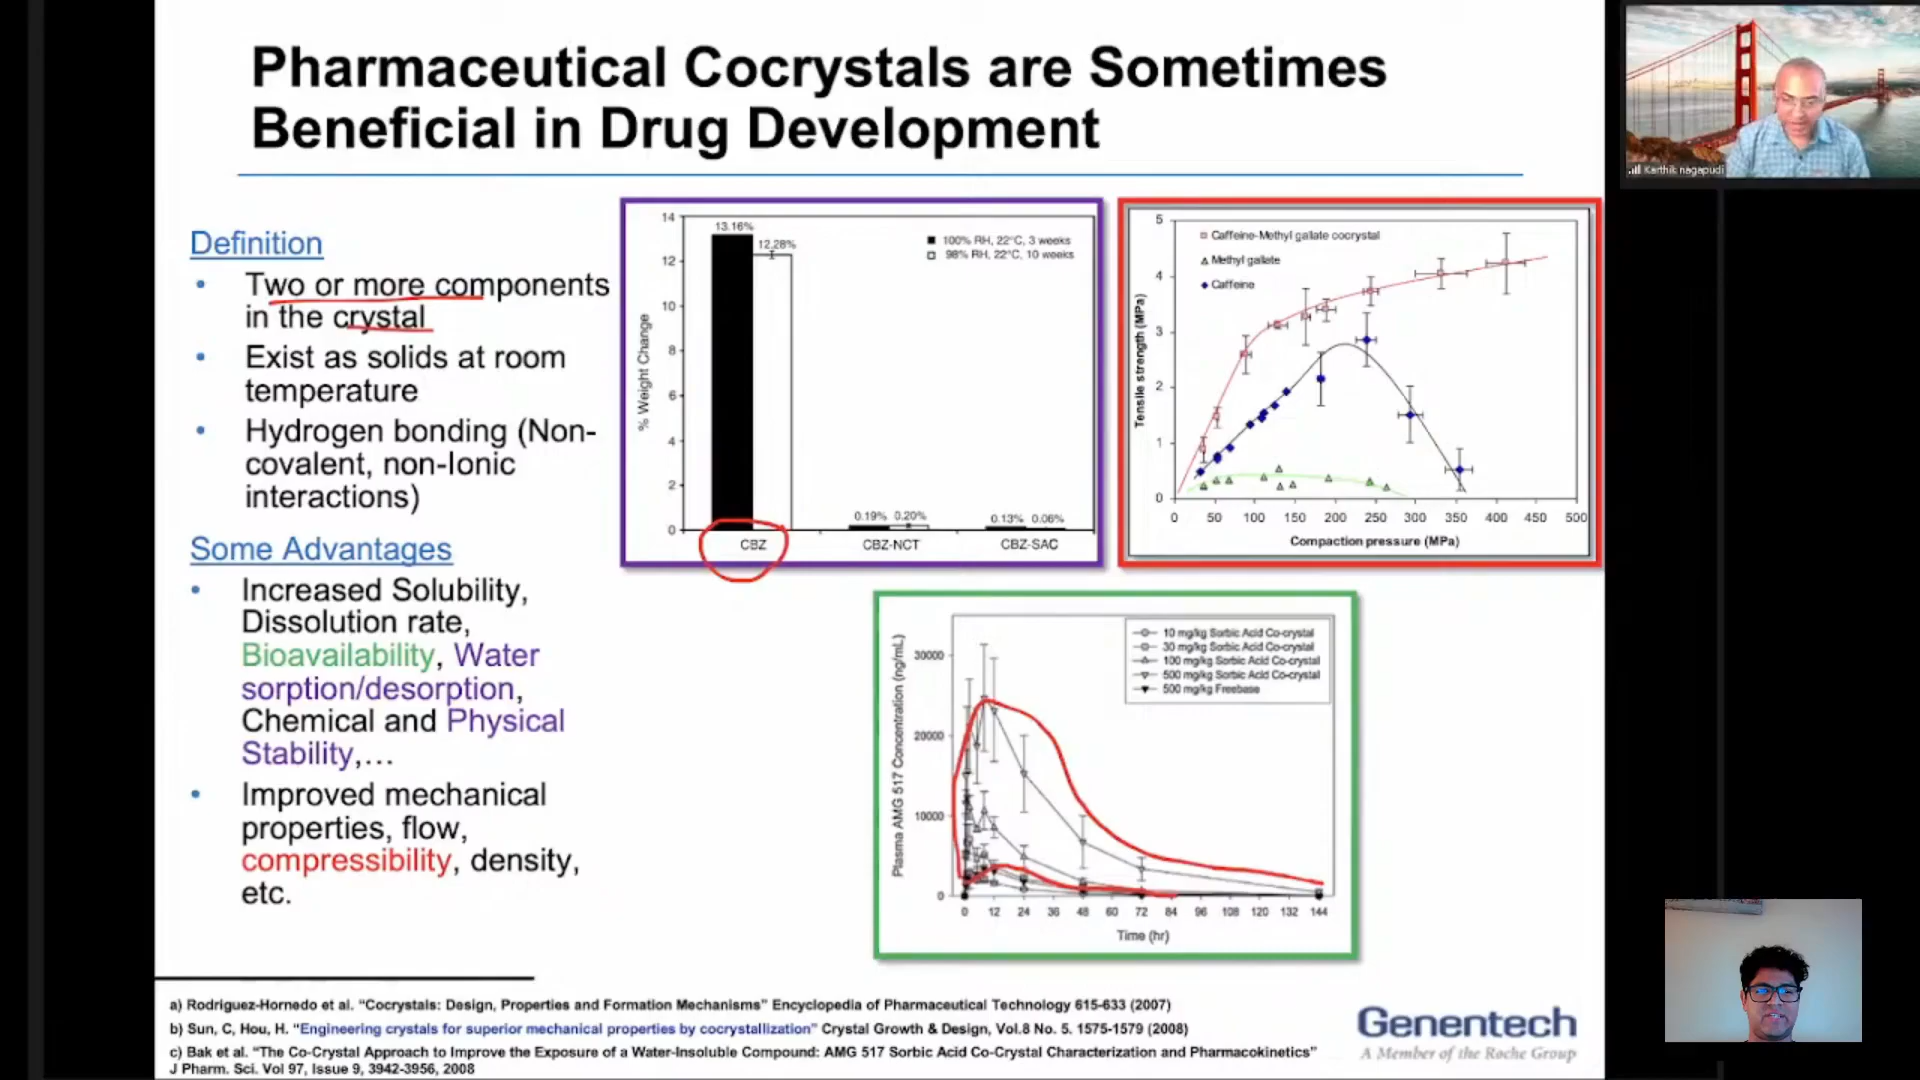 Pharmaceutical Cocrystals are Sometimes
Beneficial in Drug Development
Karthik nagapudi
Definition
• Two or more components
in the crystal
• Exist as solids at room
temperature
• Hydrogen bonding (Non-
covalent, non-Ionic
interactions)
Some Advantages
• Increased Solubility,
Dissolution rate,
Bioavailability, Water
sorption/desorption,
Chemical and Physical
Stability,...
• Improved mechanical
properties, flow,
compressibility, density,
etc.
% Weight Change
14
12
10
8
6
4
2
0
13.16%
12.28%
100% RH, 22°C, 3 weeks
98% RH, 22°C, 10 weeks
0.19% 0.20%
0.13% 0.06%
CBZ CBZ-NCT CBZ-SAC
Tensile strength (MPa)
5
4
3
2
1
0
Caffeine-Methyl gallate cocrystal
Methyl gallate
Caffeine
0 50 100 150 200 250 300 350 400 450 500
Compaction pressure (MPa)
Plasma AMG 517 Concentration (ng/mL)
30000
20000
10000
0
10 mg/kg Sorbic Acid Co-crystal
30 mg/kg Sorbic Acid Co-crystal
100 mg/kg Sorbic Acid Co-crystal
500 mg/kg Sorbic Acid Co-crystal
500 mg/kg Freebase
0 12 24 36 48 60 72 84 96 108 120 132 144
Time (hr)
a) Rodriguez-Hornedo et al. "Cocrystals: Design, Properties and Formation Mechanisms" Encyclopedia of Pharmaceutical Technology 615-633 (2007)
b) Sun, C, Hou, H. "Engineering crystals for superior mechanical properties by cocrystallization" Crystal Growth & Design, Vol.8 No. 5. 1575-1579 (2008)
c) Bak et al. "The Co-Crystal Approach to Improve the Exposure of a Water-Insoluble Compound: AMG 517 Sorbic Acid Co-Crystal Characterization and Pharmacokinetics"
J Pharm. Sci. Vol 97, Issue 9, 3942-3956, 2008
Genentech
A Member of the Roche Group